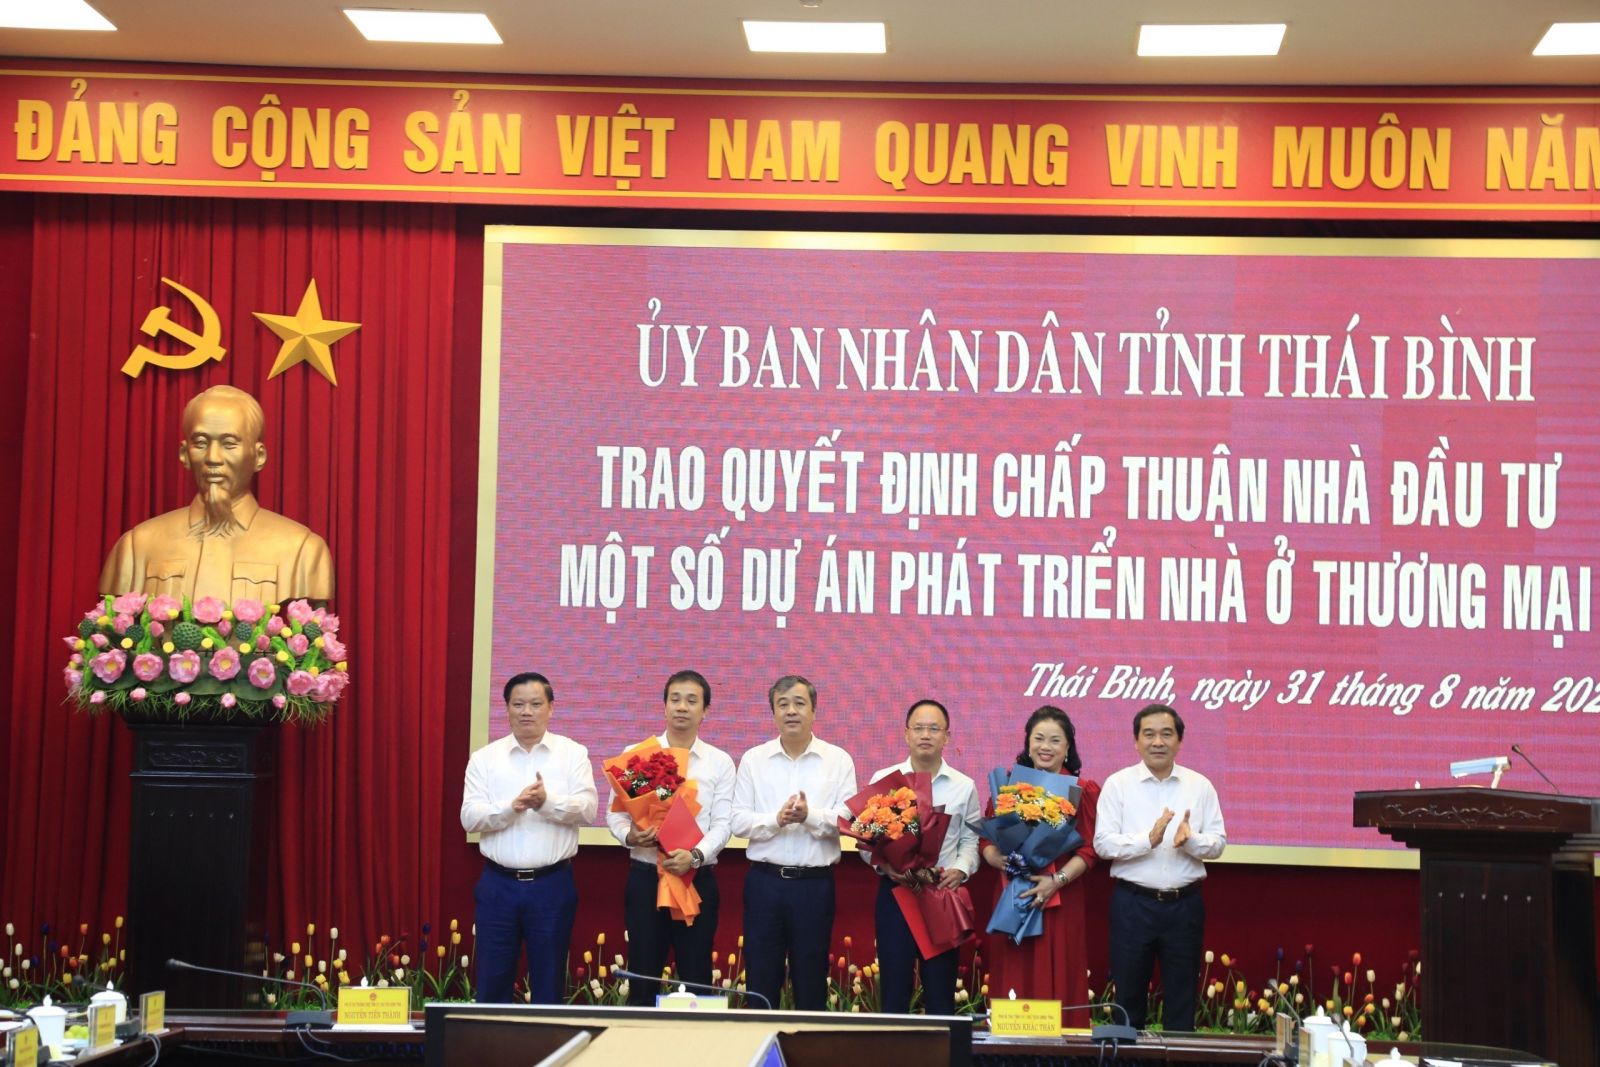 ĐẢNG CỘNG SẢN VIỆT NAM QUANG VINH MUÔN NĂM
ỦY BAN NHÂN DÂN TỈNH THÁI BÌNH
TRAO QUYẾT ĐỊNH CHẤP THUẬN NHÀ ĐẦU TƯ
MỘT SỐ DỰ ÁN PHÁT TRIỂN NHÀ Ở THƯƠNG MẠI
Thái Bình, ngày 31 tháng 8 năm 202
NGUYỄN TIẾN THÀNH
NGUYỄN KHẮC THẬN